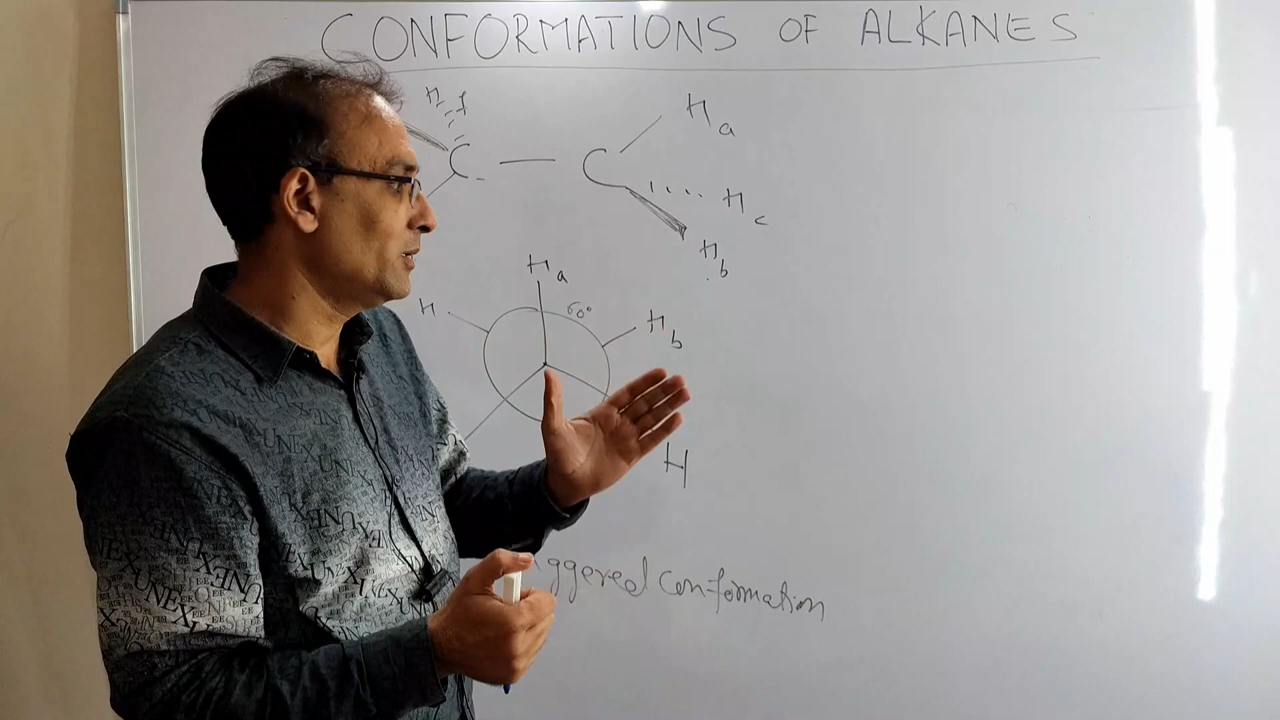 CONFORMATIONS OF ALKANES
H f
C — C
Ha
Hc
Hb
Ha
60°
H
Hb
H
ggered conformation